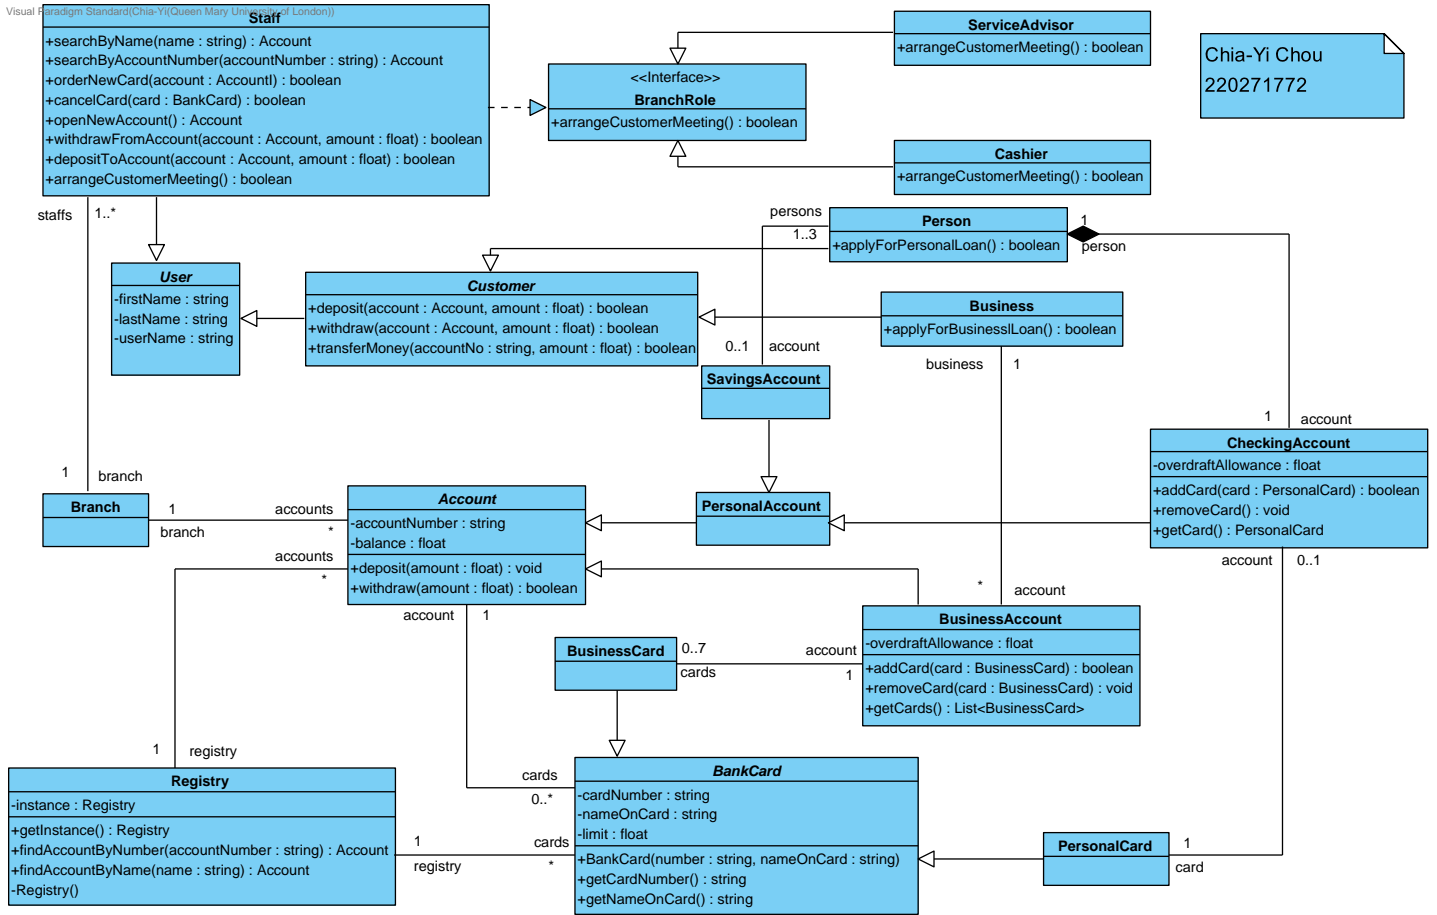 Visual Paradigm Standard(Chia-Yi(Queen Mary University of London))
Staff
+searchByName(name : string) : Account
+searchByAccountNumber(accountNumber : string) : Account
+orderNewCard(account : AccountI) : boolean
+cancelCard(card : BankCard) : boolean
+openNewAccount() : Account
+withdrawFromAccount(account : Account, amount : float) : boolean
+depositToAccount(account : Account, amount : float) : boolean
+arrangeCustomerMeeting() : boolean
<<Interface>>
BranchRole
+arrangeCustomerMeeting() : boolean
ServiceAdvisor
+arrangeCustomerMeeting() : boolean
Cashier
+arrangeCustomerMeeting() : boolean
Chia-Yi Chou
220271772
staffs
1..*
persons
1..3
Person
+applyForPersonalLoan() : boolean
1
person
User
-firstName : string
-lastName : string
-userName : string
Customer
+deposit(account : Account, amount : float) : boolean
+withdraw(account : Account, amount : float) : boolean
+transferMoney(accountNo : string, amount : float) : boolean
Business
+applyForBusinessILoan() : boolean
0..1
account
business
1
SavingsAccount
1
account
CheckingAccount
-overdraftAllowance : float
+addCard(card : PersonalCard) : boolean
+removeCard() : void
+getCard() : PersonalCard
1
branch
Branch
1
branch
accounts
*
Account
-accountNumber : string
-balance : float
+deposit(amount : float) : void
+withdraw(amount : float) : boolean
PersonalAccount
accounts
*
account
0..1
*
account
account
1
BusinessAccount
-overdraftAllowance : float
+addCard(card : BusinessCard) : boolean
+removeCard(card : BusinessCard) : void
+getCards() : List<BusinessCard>
BusinessCard
0..7
cards
account
1
1
registry
Registry
-instance : Registry
+getInstance() : Registry
+findAccountByNumber(accountNumber : string) : Account
+findAccountByName(name : string) : Account
-Registry()
cards
0..*
1
registry
cards
*
BankCard
-cardNumber : string
-nameOnCard : string
-limit : float
+BankCard(number : string, nameOnCard : string)
+getCardNumber() : string
+getNameOnCard() : string
PersonalCard
1
card